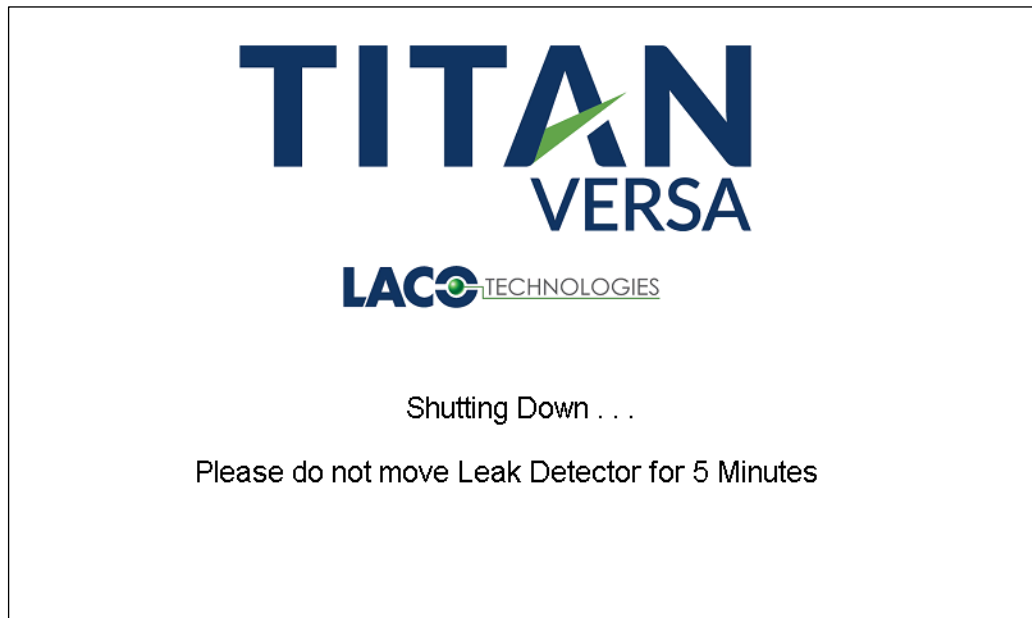 TITAN
VERSA
LACO TECHNOLOGIES
Shutting Down . . .
Please do not move Leak Detector for 5 Minutes